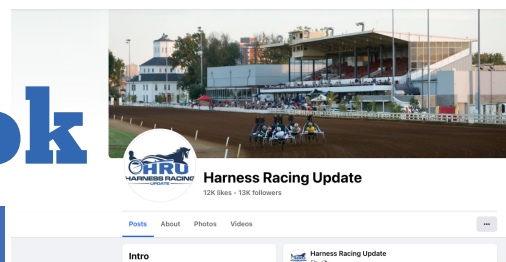 ok
HRU
HARNESS RACING
UPDATE
Harness Racing Update
12K likes • 13K followers
Posts About Photos Videos
Intro
Harness Racing Update